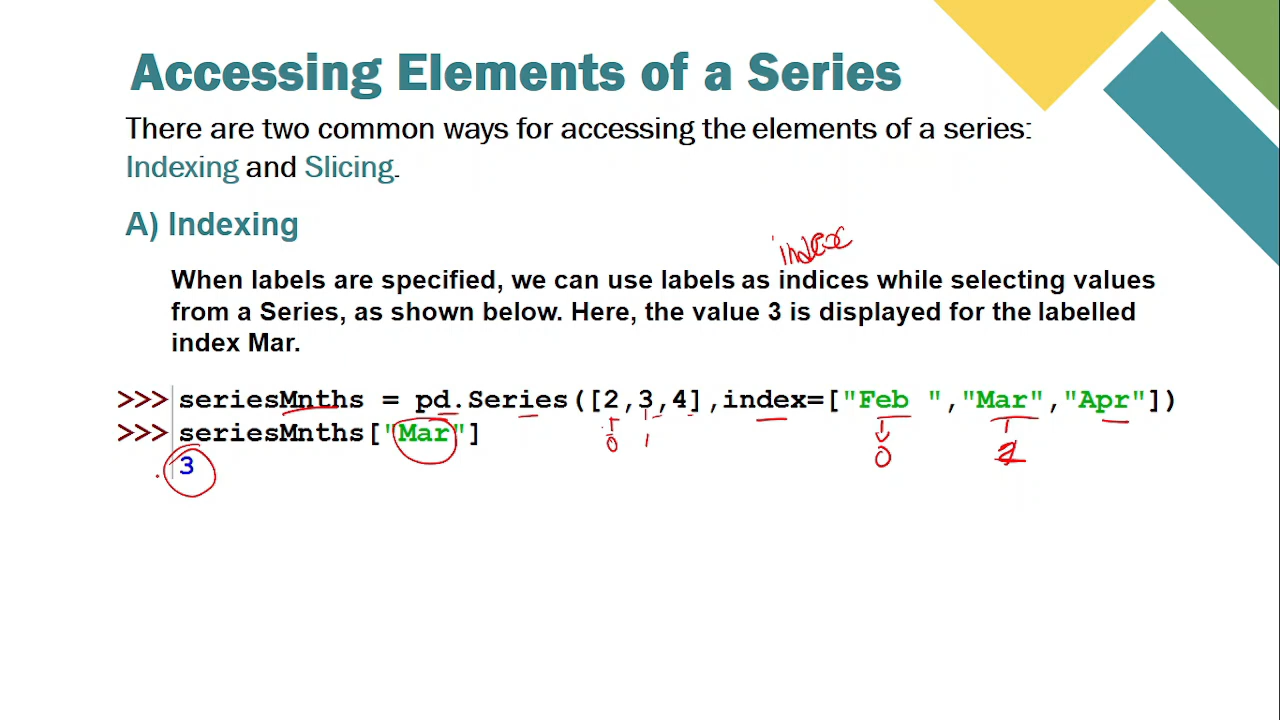 Accessing Elements of a Series
There are two common ways for accessing the elements of a series:
Indexing and Slicing.
A) Indexing
index
When labels are specified, we can use labels as indices while selecting values
from a Series, as shown below. Here, the value 3 is displayed for the labelled
index Mar.
>>> seriesMnths = pd.Series([2,3,4],index=["Feb ","Mar","Apr"])
>>> seriesMnths["Mar"]
0 1 0
3